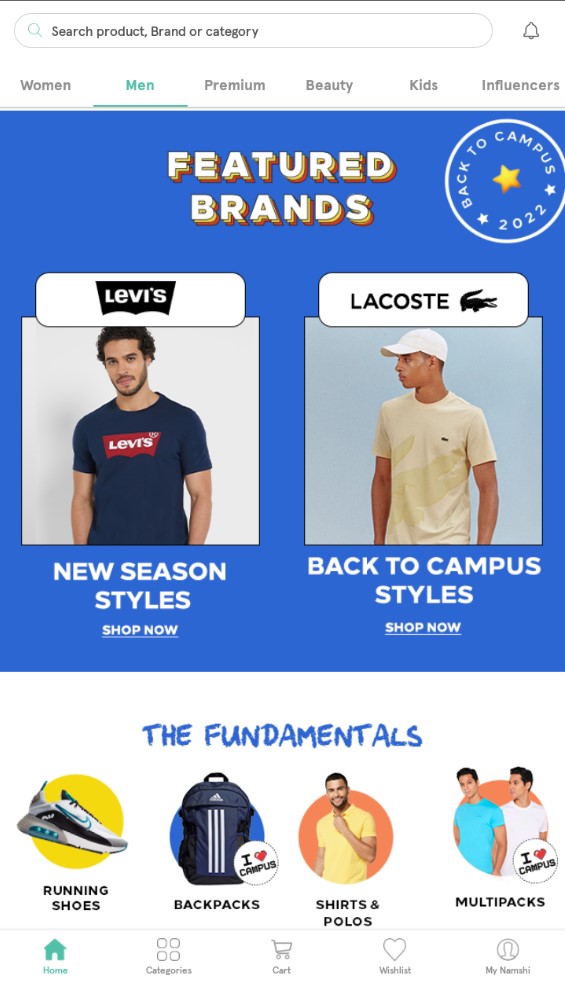 Search product, Brand or category
Women Men Premium Beauty Kids Influencers
FEATURED
BRANDS
BACK TO CAMPUS
2022
LEVI'S
LACOSTE
LEVI'S
NEW SEASON
STYLES
SHOP NOW
BACK TO CAMPUS
STYLES
SHOP NOW
THE FUNDAMENTALS
I ❤ CAMPUS
I ❤ CAMPUS
RUNNING
SHOES
BACKPACKS
SHIRTS &
POLOS
MULTIPACKS
Home Categories Cart Wishlist My Namshi